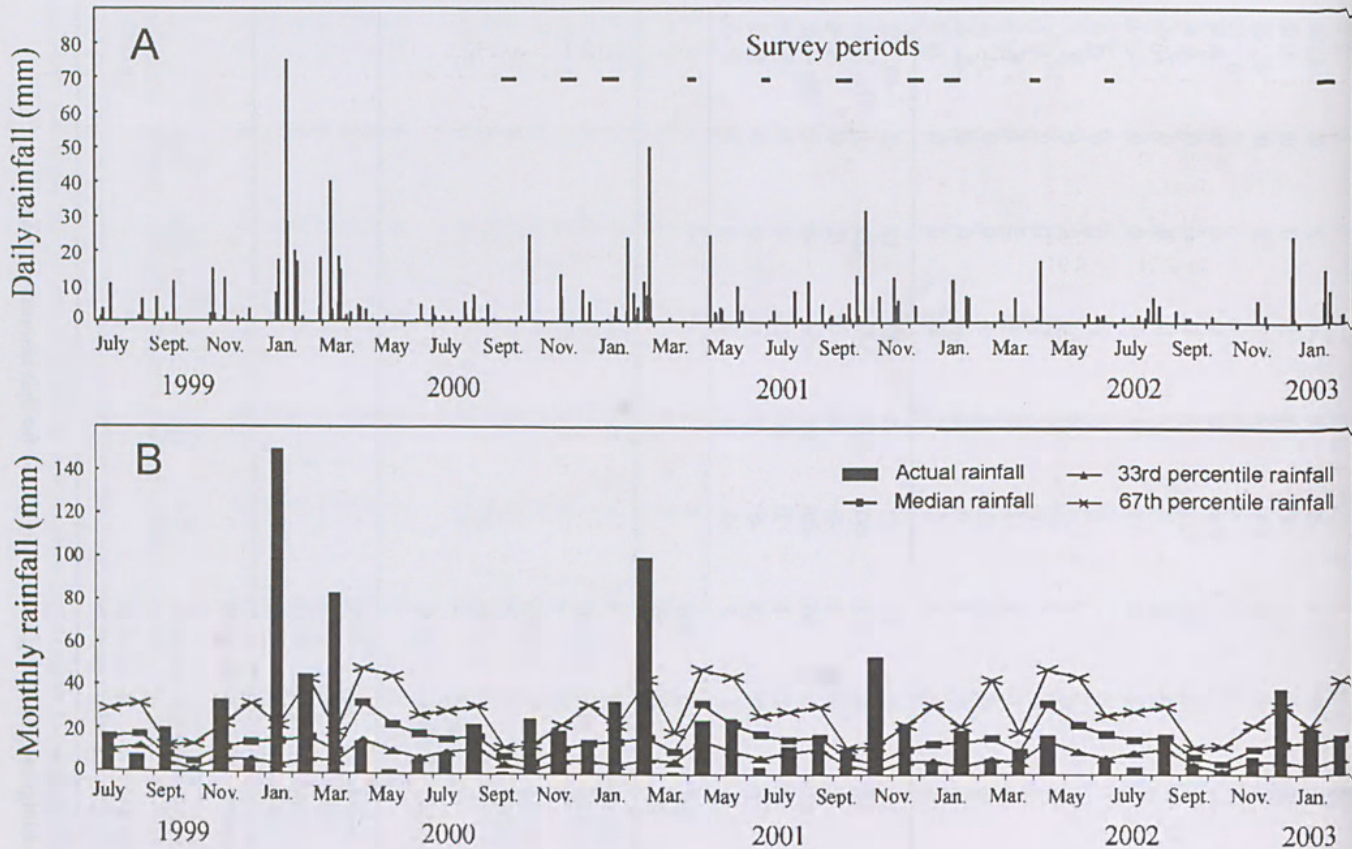 A
Survey periods
Daily rainfall (mm)
80
70
60
50
40
30
20
10
0
July Sept. Nov. Jan. Mar. May July Sept. Nov. Jan. Mar. May July Sept. Nov. Jan. Mar. May July Sept. Nov. Jan.
1999 2000 2001 2002 2003
B
Actual rainfall 33rd percentile rainfall
Median rainfall 67th percentile rainfall
Monthly rainfall (mm)
140
120
100
80
60
40
20
0
July Sept. Nov. Jan. Mar. May July Sept. Nov. Jan. Mar. May July Sept. Nov. Jan. Mar. May July Sept. Nov. Jan.
1999 2000 2001 2002 2003